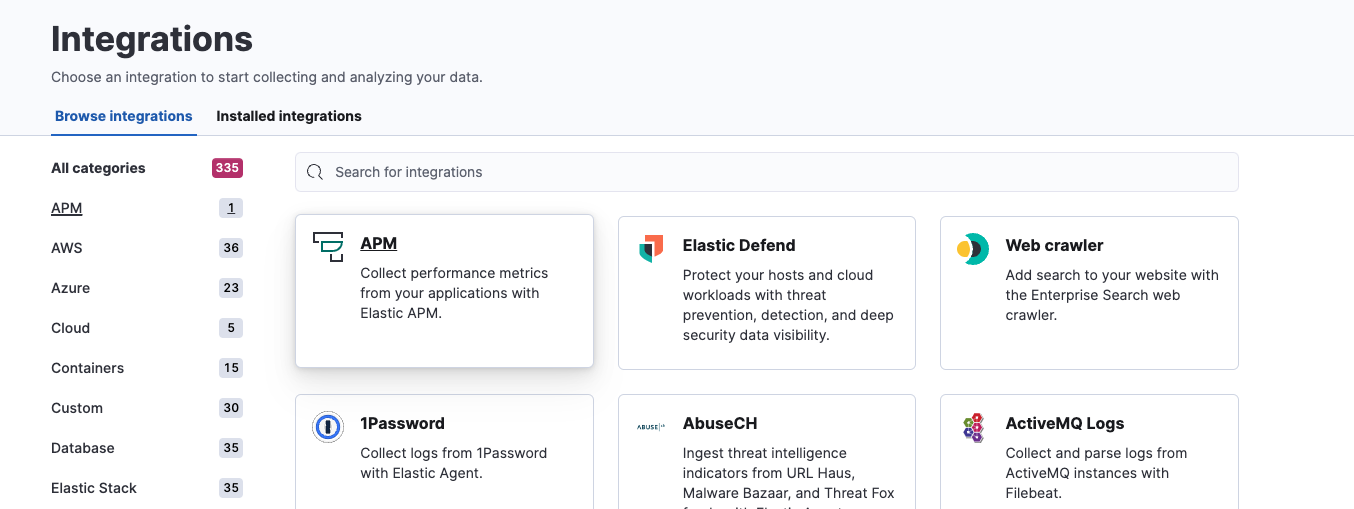 Integrations
Choose an integration to start collecting and analyzing your data.
Browse integrations
Installed integrations
All categories 335
APM 1
AWS 36
Azure 23
Cloud 5
Containers 15
Custom 30
Database 35
Elastic Stack 35
Search for integrations
APM
Collect performance metrics
from your applications with
Elastic APM.
Elastic Defend
Protect your hosts and cloud
workloads with threat
prevention, detection, and deep
security data visibility.
Web crawler
Add search to your website with
the Enterprise Search web
crawler.
1Password
Collect logs from 1Password
with Elastic Agent.
ABUSE
AbuseCH
Ingest threat intelligence
indicators from URL Haus,
Malware Bazaar, and Threat Fox
ActiveMQ Logs
Collect and parse logs from
ActiveMQ instances with
Filebeat.